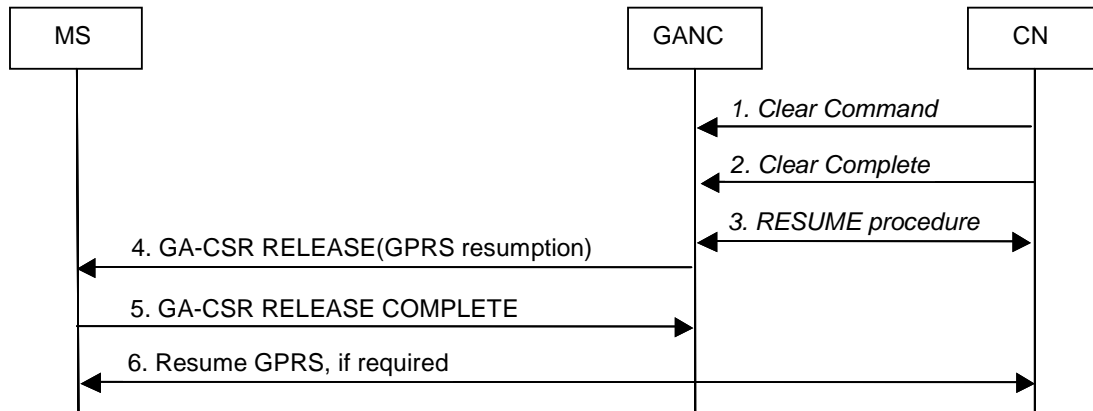 MS
GANC
CN
1. Clear Command
2. Clear Complete
3. RESUME procedure
4. GA-CSR RELEASE(GPRS resumption)
5. GA-CSR RELEASE COMPLETE
6. Resume GPRS, if required